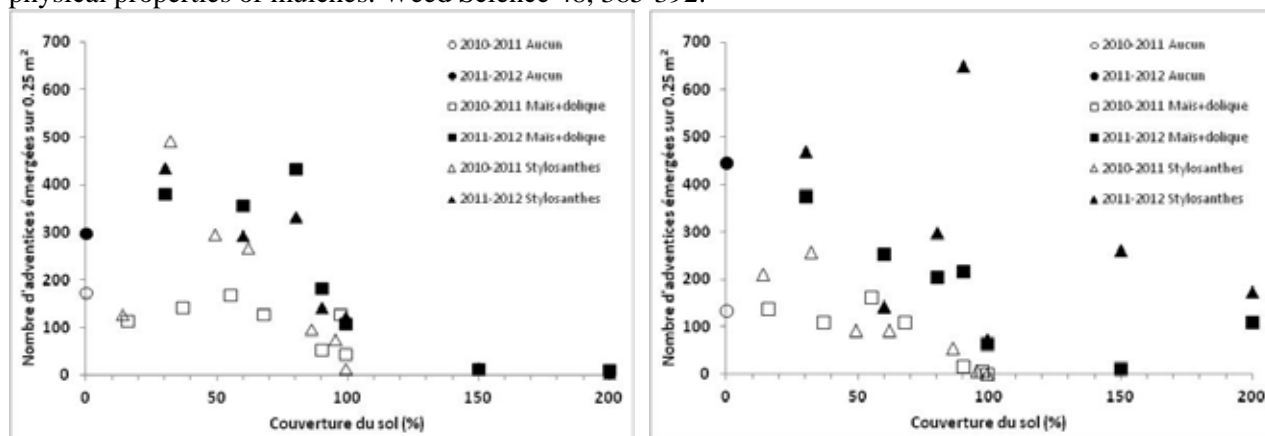 physical properties of mulches. Weed Science 48, 385-392.
700
600
500
400
300
200
100
0
Nombre d'adventices émergées sur 0.25 m²
2010-2011 Aucun
2011-2012 Aucun
2010-2011 Maïs+dolique
2011-2012 Maïs+dolique
2010-2011 Stylosanthes
2011-2012 Stylosanthes
0 50 100 150 200
Couverture du sol (%)
700
600
500
400
300
200
100
0
Nombre d'adventices émergées sur 0.25 m²
2010-2011 Aucun
2011-2012 Aucun
2010-2011 Maïs+dolique
2011-2012 Maïs+dolique
2010-2011 Stylosanthes
2011-2012 Stylosanthes
0 50 100 150 200
Couverture du sol (%)